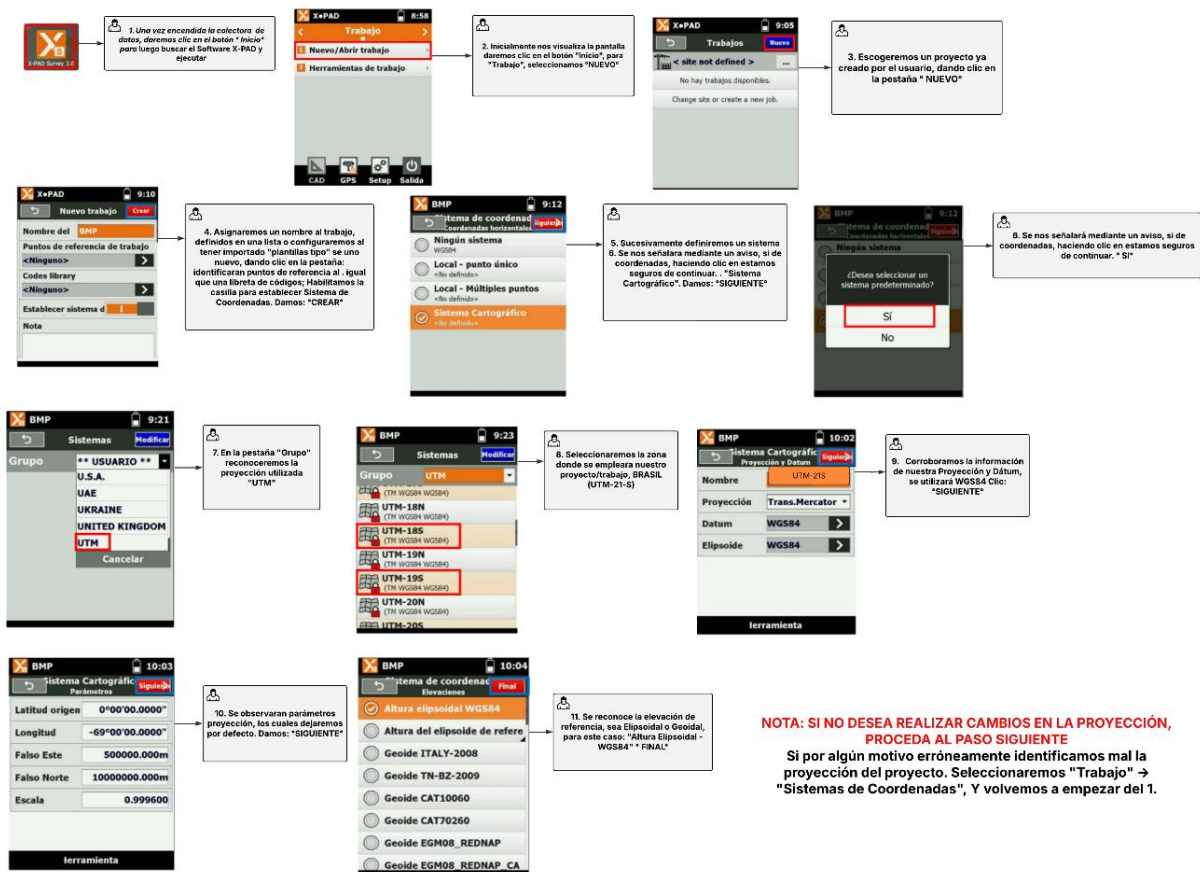 X-PAD Survey 3.0
1. Una vez encendida la colectora de
datos, daremos clic en el botón " Inicio"
para luego buscar el Software X-PAD y
ejecutar
X•PAD 8:58
Trabajo
1 Nuevo/Abrir trabajo
2 Herramientas de trabajo
CAD GPS Setup Salida
2. Inicialmente nos visualiza la pantalla
daremos clic en el botón "Inicio", para
"Trabajo", seleccionamos °NUEVO"
X•PAD 9:05
Trabajos Nuevo
< site not defined > ...
No hay trabajos disponibles.
Change site or create a new job.
3. Escogeremos un proyecto ya
creado por el usuario, dando clic en
la pestaña " NUEVO"
X•PAD 9:10
Nuevo trabajo Crear
Nombre del BMP
Puntos de referencia de trabajo
<Ninguno>
Codes library
<Ninguno>
Establecer sistema d
Nota
4. Asignaremos un nombre al trabajo,
definidos en una lista o configuraremos al
tener importado "plantillas tipo" se uno
nuevo, dando clic en la pestaña:
identificaran puntos de referencia al . igual
que una libreta de códigos; Habilitamos la
casilla para establecer Sistema de
Coordenadas. Damos: °CREAR°
BMP 9:12
Sistema de coordenad Siguiente
Coordenadas horizontales
Ningún sistema
WGS84
Local - punto único
<No definido>
Local - Múltiples puntos
<No definido>
Sistema Cartográfico
<No definido>
5. Sucesivamente definiremos un sistema
6. Se nos señalara mediante un aviso, si de
coordenadas, haciendo clic en estamos
seguros de continuar. . "Sistema
Cartográfico". Damos: °SIGUIENTE°
BMP 9:12
Sistema de coordenad Siguiente
Coordenadas horizontales
Ningún sistema
¿Desea seleccionar un
sistema predeterminado?
Sí
No
6. Se nos señalará mediante un aviso, si de
coordenadas, haciendo clic en estamos seguros
de continuar. " SI°
BMP 9:21
Sistemas Modificar
Grupo ** USUARIO **
U.S.A.
UAE
UKRAINE
UNITED KINGDOM
UTM
Cancelar
7. En la pestaña "Grupo"
reconoceremos la
proyección utilizada
"UTM"
BMP 9:23
Sistemas Modificar
Grupo UTM
(TM WGS84 WGS84)
UTM-18N
(TM WGS84 WGS84)
UTM-18S
(TM WGS84 WGS84)
UTM-19N
(TM WGS84 WGS84)
UTM-19S
(TM WGS84 WGS84)
UTM-20N
(TM WGS84 WGS84)
UTM-20S
8. Seleccionaremos la zona
donde se empleara nuestro
proyecto/trabajo, BRASIL
(UTM-21-S)
BMP 10:02
Sistema Cartográfic Siguiente
Proyección y Datum
Nombre UTM-21S
Proyección Trans.Mercator
Datum WGS84
Elipsoide WGS84
lerramienta
9. Corroboramos la información
de nuestra Proyección y Dátum,
se utilizará WGS84 Clic:
°SIGUIENTE°
BMP 10:03
Sistema Cartográfic Siguiente
Parámetros
Latitud origen 0°00'00.0000"
Longitud -69°00'00.0000"
Falso Este 500000.000m
Falso Norte 10000000.000m
Escala 0.999600
lerramienta
10. Se observaran parámetros
proyección, los cuales dejaremos
por defecto. Damos: °SIGUIENTE°
BMP 10:04
Sistema de coordenad Final
Elevaciones
Altura elipsoidal WGS84
Altura del elipsoide de refere
Geoide ITALY-2008
Geoide TN-BZ-2009
Geoide CAT10060
Geoide CAT70260
Geoide EGM08_REDNAP
Geoide EGM08_REDNAP_CA
11. Se reconoce la elevación de
referencia, sea Elipsoidal o Geoidal,
para este caso: "Altura Elipsoidal -
WGS84" ° FINAL°
NOTA: SI NO DESEA REALIZAR CAMBIOS EN LA PROYECCIÓN,
PROCEDA AL PASO SIGUIENTE
Si por algún motivo erróneamente identificamos mal la
proyección del proyecto. Seleccionaremos "Trabajo" →
"Sistemas de Coordenadas", Y volvemos a empezar del 1.